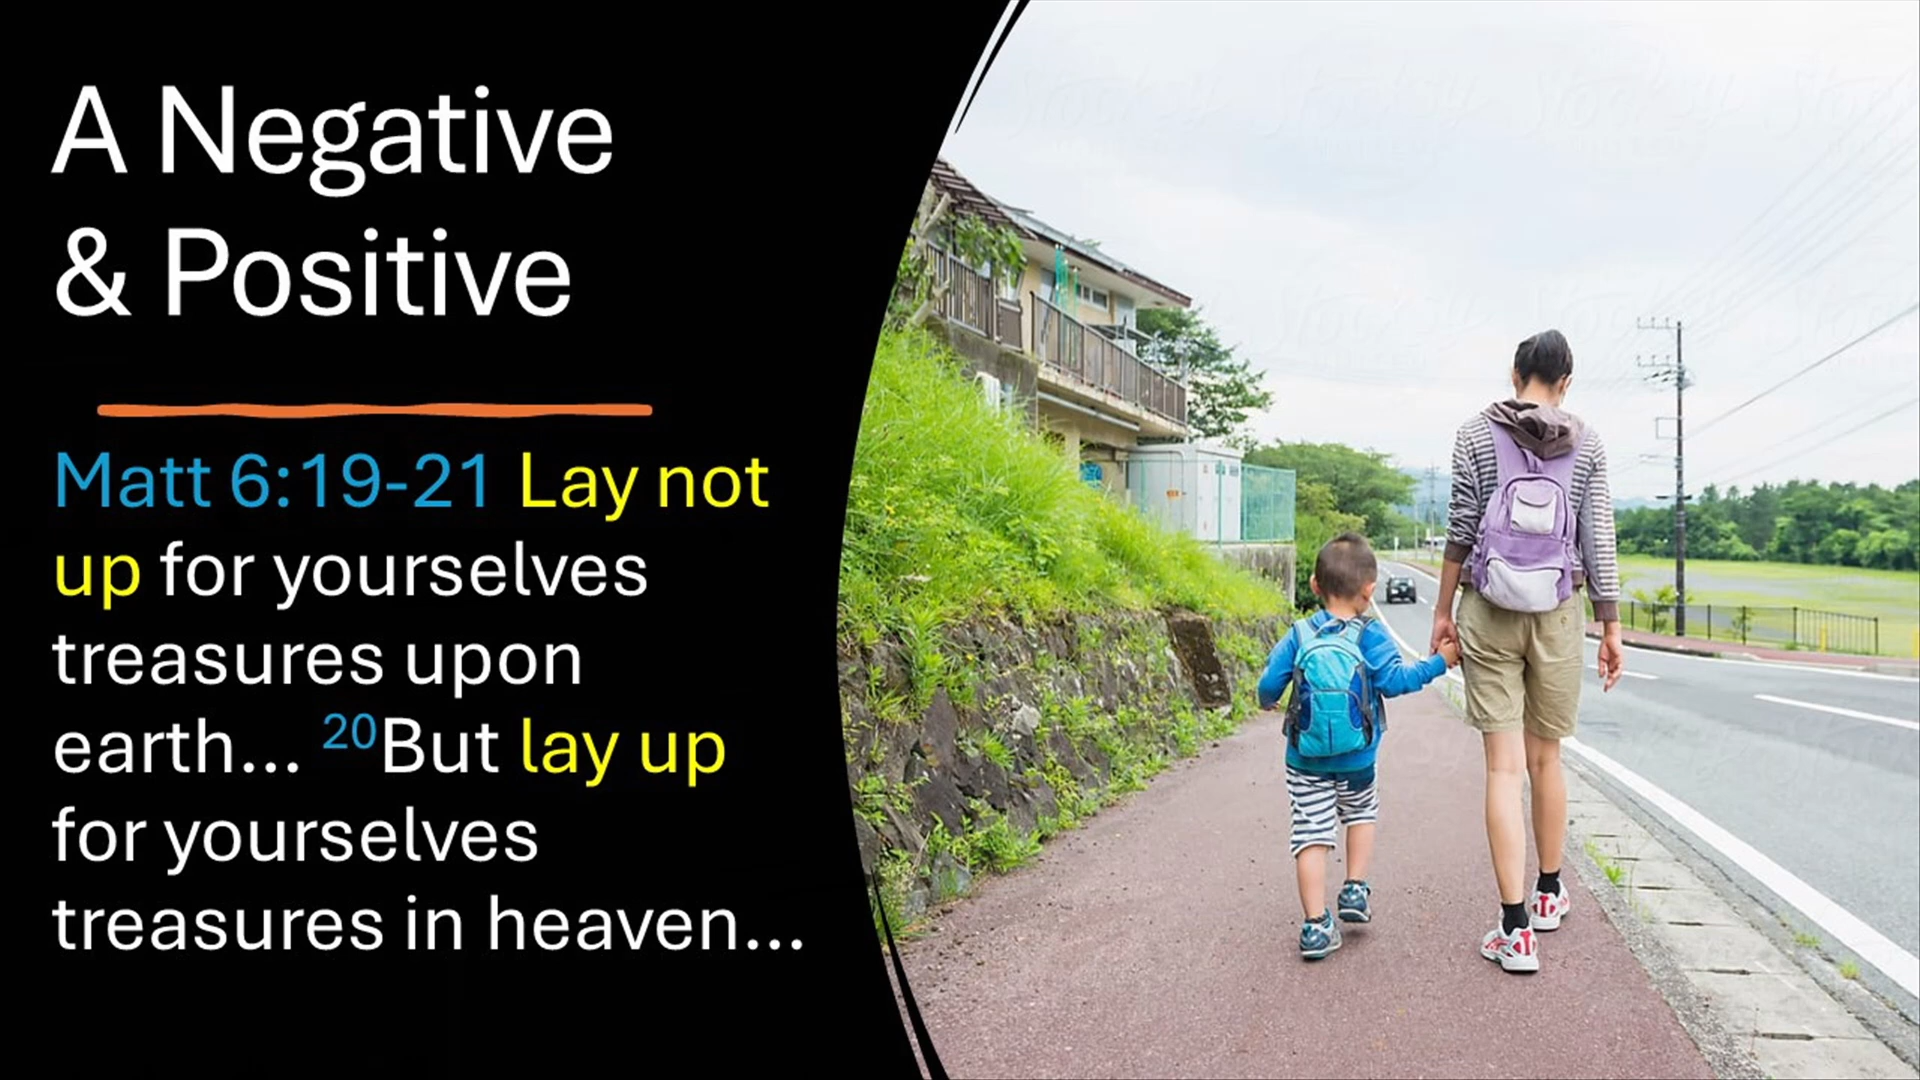 A Negative
& Positive
Matt 6:19-21 Lay not
up for yourselves
treasures upon
earth... 20But lay up
for yourselves
treasures in heaven...